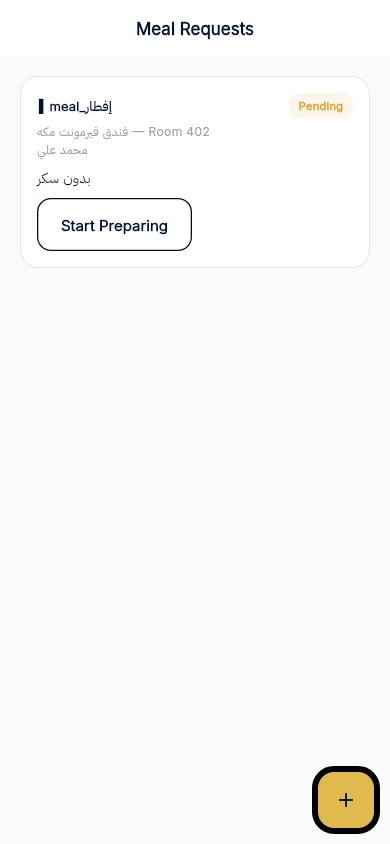 Meal Requests
meal_إفطار
Pending
فندق فيرمونت مكه — Room 402
محمد علي
بدون سكر
Start Preparing
+